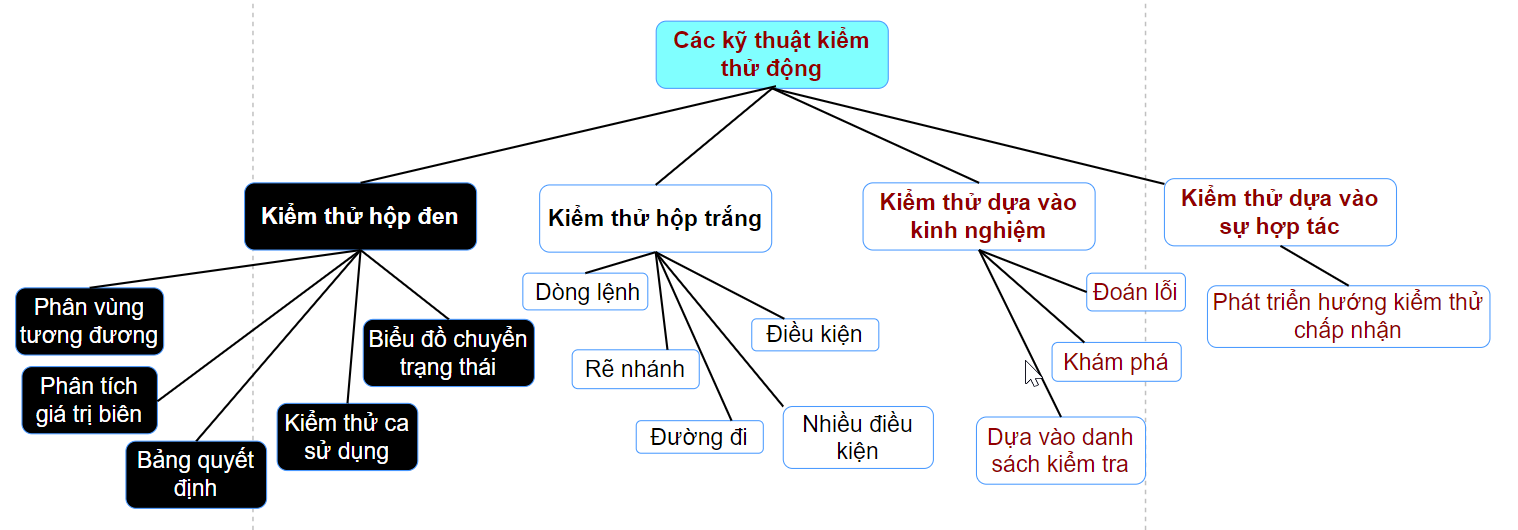 Các kỹ thuật kiểm
thử động
Kiểm thử hộp đen
Kiểm thử hộp trắng
Kiểm thử dựa vào
kinh nghiệm
Kiểm thử dựa vào
sự hợp tác
Phân vùng
tương đương
Phân tích
giá trị biên
Bảng quyết
định
Kiểm thử ca
sử dụng
Biểu đồ chuyển
trạng thái
Dòng lệnh
Rẽ nhánh
Đường đi
Nhiều điều
kiện
Điều kiện
Đoán lỗi
Khám phá
Dựa vào danh
sách kiểm tra
Phát triển hướng kiểm thử
chấp nhận